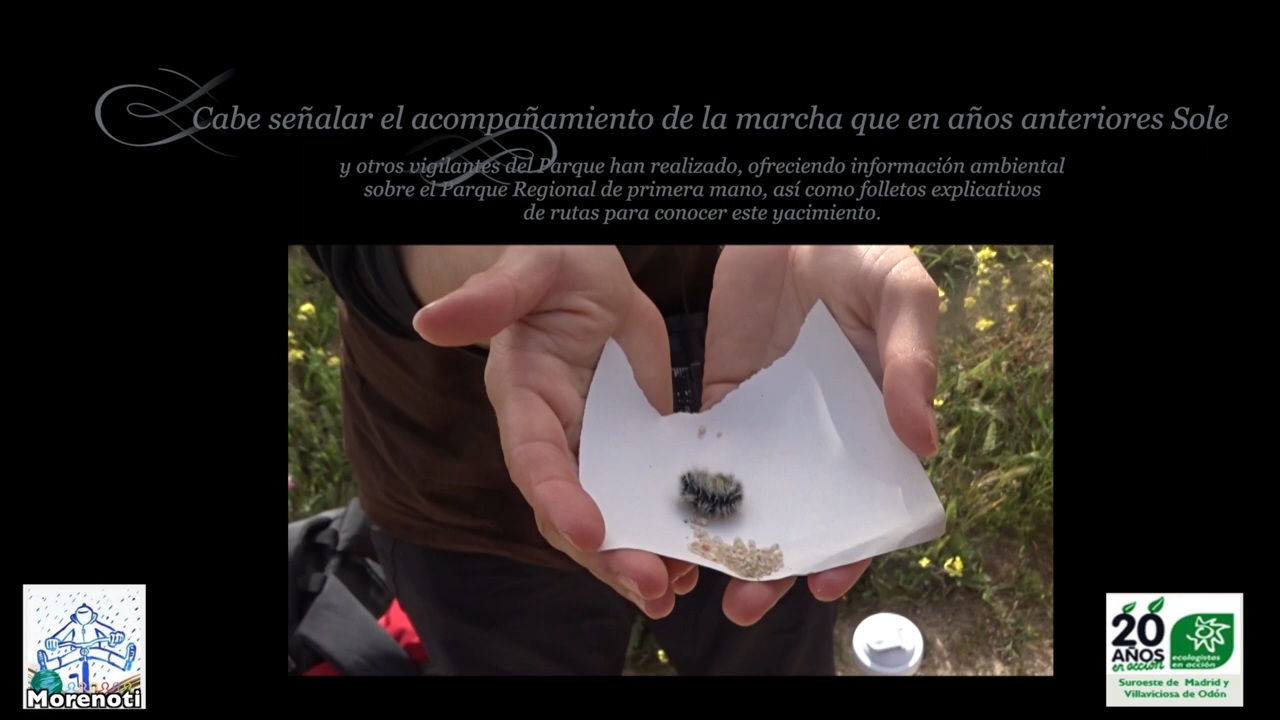 Cabe señalar el acompañamiento de la marcha que en años anteriores Sole
y otros vigilantes del Parque han realizado, ofreciendo información ambiental
sobre el Parque Regional de primera mano, así como folletos explicativos
de rutas para conocer este yacimiento.
Morenoti
20
AÑOS
en acción
ecologistas
en acción
Suroeste de Madrid y
Villaviciosa de Odón